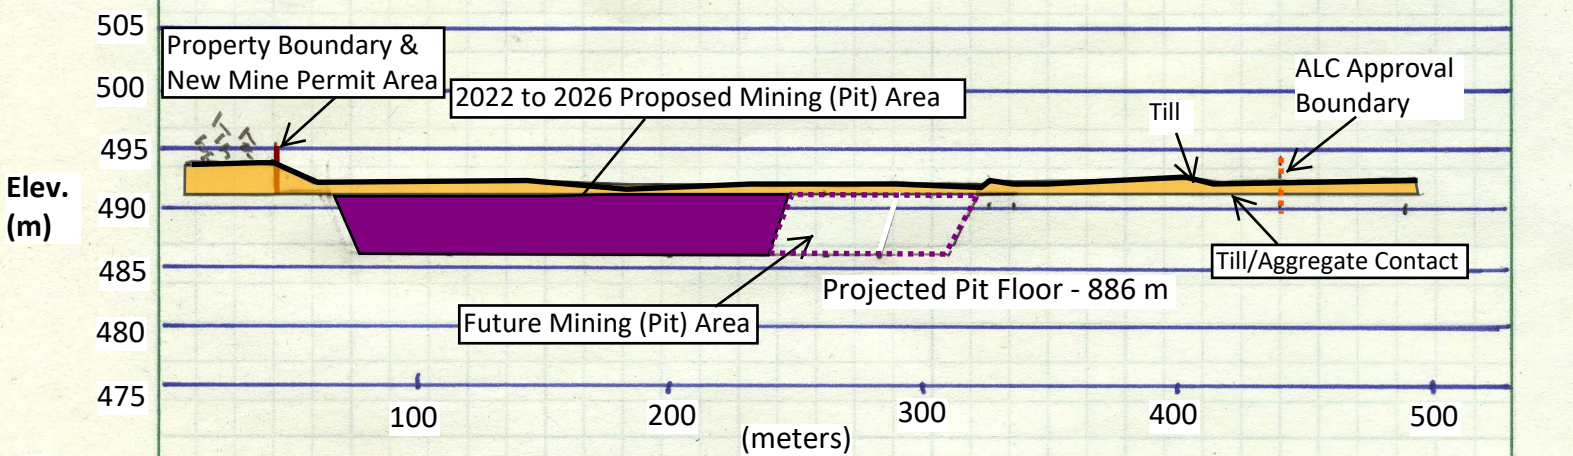 505
Property Boundary &
New Mine Permit Area
500
2022 to 2026 Proposed Mining (Pit) Area
ALC Approval
Boundary
Till
495
Elev.
(m)
490
485
Till/Aggregate Contact
Projected Pit Floor - 886 m
Future Mining (Pit) Area
480
475
100
200
300
400
500
(meters)